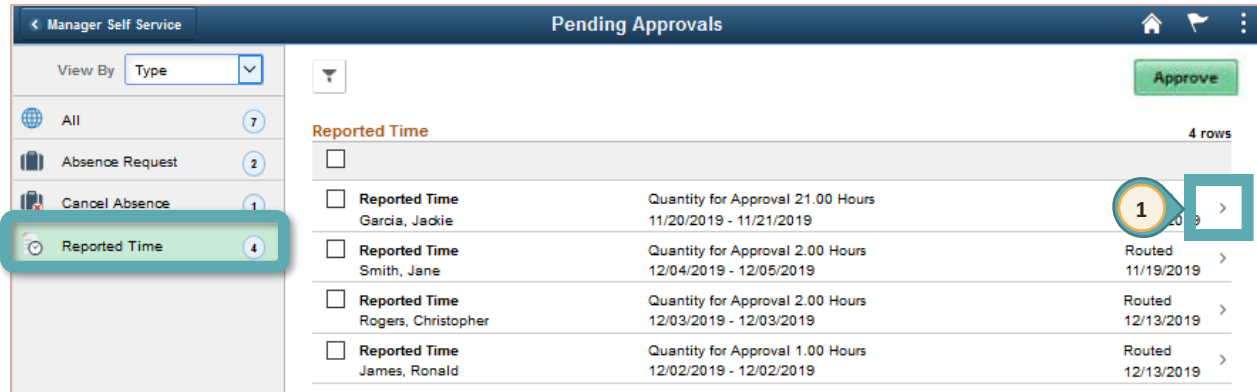 Manager Self Service
Pending Approvals
View By Type
Approve
All 7
Absence Request 2
Cancel Absence 1
Reported Time 4
Reported Time
4 rows
Reported Time Quantity for Approval 21.00 Hours
Garcia, Jackie 11/20/2019 - 11/21/2019
1
Reported Time Quantity for Approval 2.00 Hours Routed
Smith, Jane 12/04/2019 - 12/05/2019 11/19/2019
Reported Time Quantity for Approval 2.00 Hours Routed
Rogers, Christopher 12/03/2019 - 12/03/2019 12/13/2019
Reported Time Quantity for Approval 1.00 Hours Routed
James, Ronald 12/02/2019 - 12/02/2019 12/13/2019